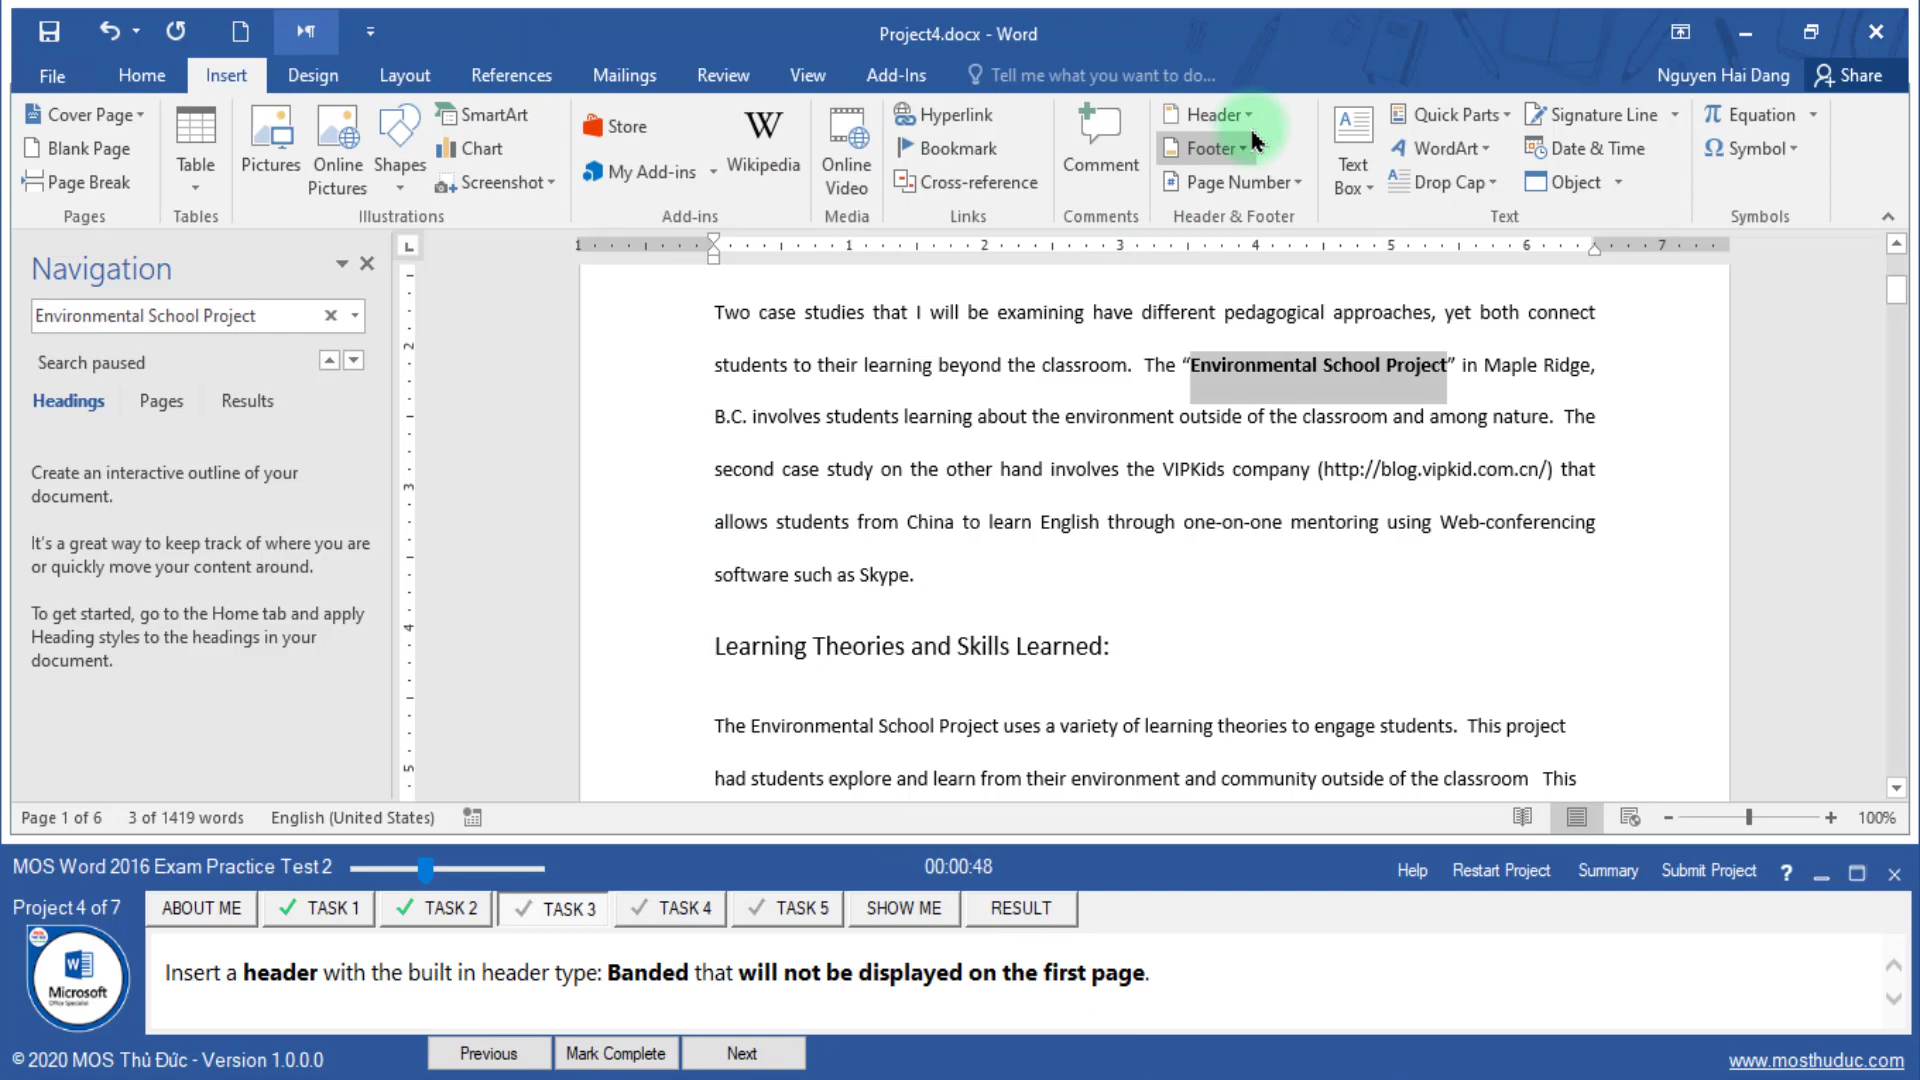 Project4.docx - Word
File Home Insert Design Layout References Mailings Review View Add-Ins Tell me what you want to do... Nguyen Hai Dang Share
Cover Page
Blank Page
Page Break
Pages
Table
Tables
Pictures
Online Pictures
Shapes
SmartArt
Chart
Screenshot
Illustrations
Store
My Add-ins
W
Wikipedia
Add-ins
Online Video
Media
Hyperlink
Bookmark
Cross-reference
Links
Comment
Comments
Header
Footer
Page Number
Header & Footer
Text Box
Quick Parts
WordArt
Drop Cap
Signature Line
Date & Time
Object
Text
Equation
Symbol
Symbols
Navigation
Environmental School Project
Search paused
Headings Pages Results
Create an interactive outline of your
document.
It's a great way to keep track of where you are
or quickly move your content around.
To get started, go to the Home tab and apply
Heading styles to the headings in your
document.
1 1 2 3 4 5 6 7
2
3
4
5
Two case studies that I will be examining have different pedagogical approaches, yet both connect
students to their learning beyond the classroom. The “Environmental School Project” in Maple Ridge,
B.C. involves students learning about the environment outside of the classroom and among nature. The
second case study on the other hand involves the VIPKids company (http://blog.vipkid.com.cn/) that
allows students from China to learn English through one-on-one mentoring using Web-conferencing
software such as Skype.
Learning Theories and Skills Learned:
The Environmental School Project uses a variety of learning theories to engage students. This project
had students explore and learn from their environment and community outside of the classroom This
Page 1 of 6 3 of 1419 words English (United States) 100%
MOS Word 2016 Exam Practice Test 2 00:00:48 Help Restart Project Summary Submit Project ?
Project 4 of 7 ABOUT ME TASK 1 TASK 2 TASK 3 TASK 4 TASK 5 SHOW ME RESULT
Insert a header with the built in header type: Banded that will not be displayed on the first page.
Microsoft
Office Specialist
© 2020 MOS Thủ Đức - Version 1.0.0.0 Previous Mark Complete Next www.mosthuduc.com